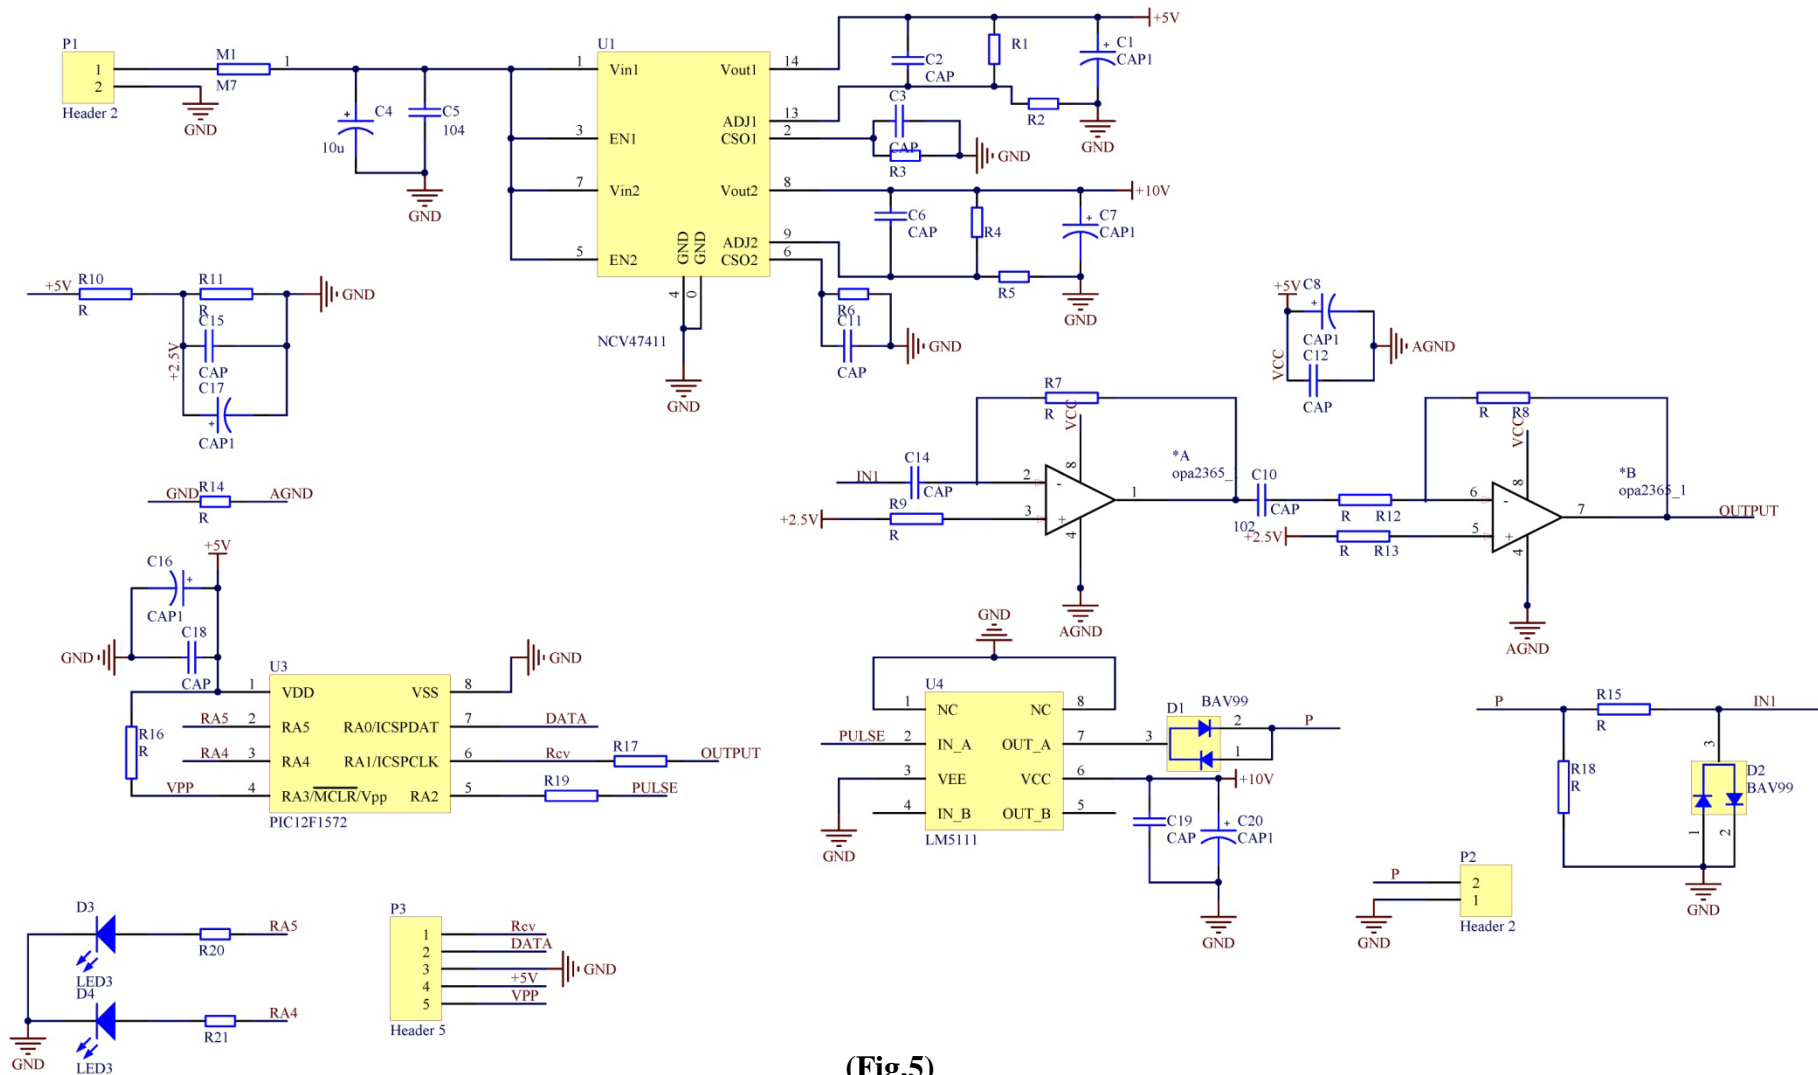 P1
1
2
Header 2
GND
M1
M7
1
C4
10u
C5
104
GND
U1
1 Vin1
3 EN1
7 Vin2
5 EN2
Vout1 14
ADJ1 13
CSO1 2
Vout2 8
ADJ2 9
CSO2 6
GND
GND
4
0
NCV47411
GND
+5V
C2
CAP
R1
C1
CAP1
R2
GND
C3
CAP
R3
GND
+10V
C6
CAP
R4
C7
CAP1
R5
GND
R6
C11
CAP
GND
+5V
R10
R
R11
R
GND
C15
CAP
+2.5V
C17
CAP1
+5V
C8
CAP1
C12
CAP
VCC
AGND
GND
R14
R
AGND
IN1
C14
CAP
R7
R
VCC
8
2
3
1
4
+2.5V
R9
R
*A
opa2365_
AGND
C10
CAP
102
R R12
+2.5V
R R13
R R8
VCC
8
6
5
7
4
*B
opa2365_1
OUTPUT
AGND
+5V
C16
CAP1
C18
CAP
GND
R16
R
U3
1 VDD
2 RA5
3 RA4
4 RA3/MCLR/Vpp
VSS 8
RA0/ICSPDAT 7
RA1/ICSPCLK 6
RA2 5
PIC12F1572
RA5
RA4
VPP
GND
DATA
Rcv
R17
OUTPUT
R19
PULSE
GND
U4
1 NC
2 IN_A
3 VEE
4 IN_B
NC 8
OUT_A 7
VCC 6
OUT_B 5
LM5111
PULSE
GND
D1
BAV99
3
2
1
P
+10V
C19
CAP
C20
CAP1
GND
P
R15
R
IN1
R18
R
3
D2
BAV99
1
2
GND
P2
P
2
1
Header 2
GND
D3
LED3
R20
RA5
D4
LED3
R21
RA4
GND
P3
1 Rcv
2 DATA
3 GND
4 +5V
5 VPP
Header 5
(Fig.5)